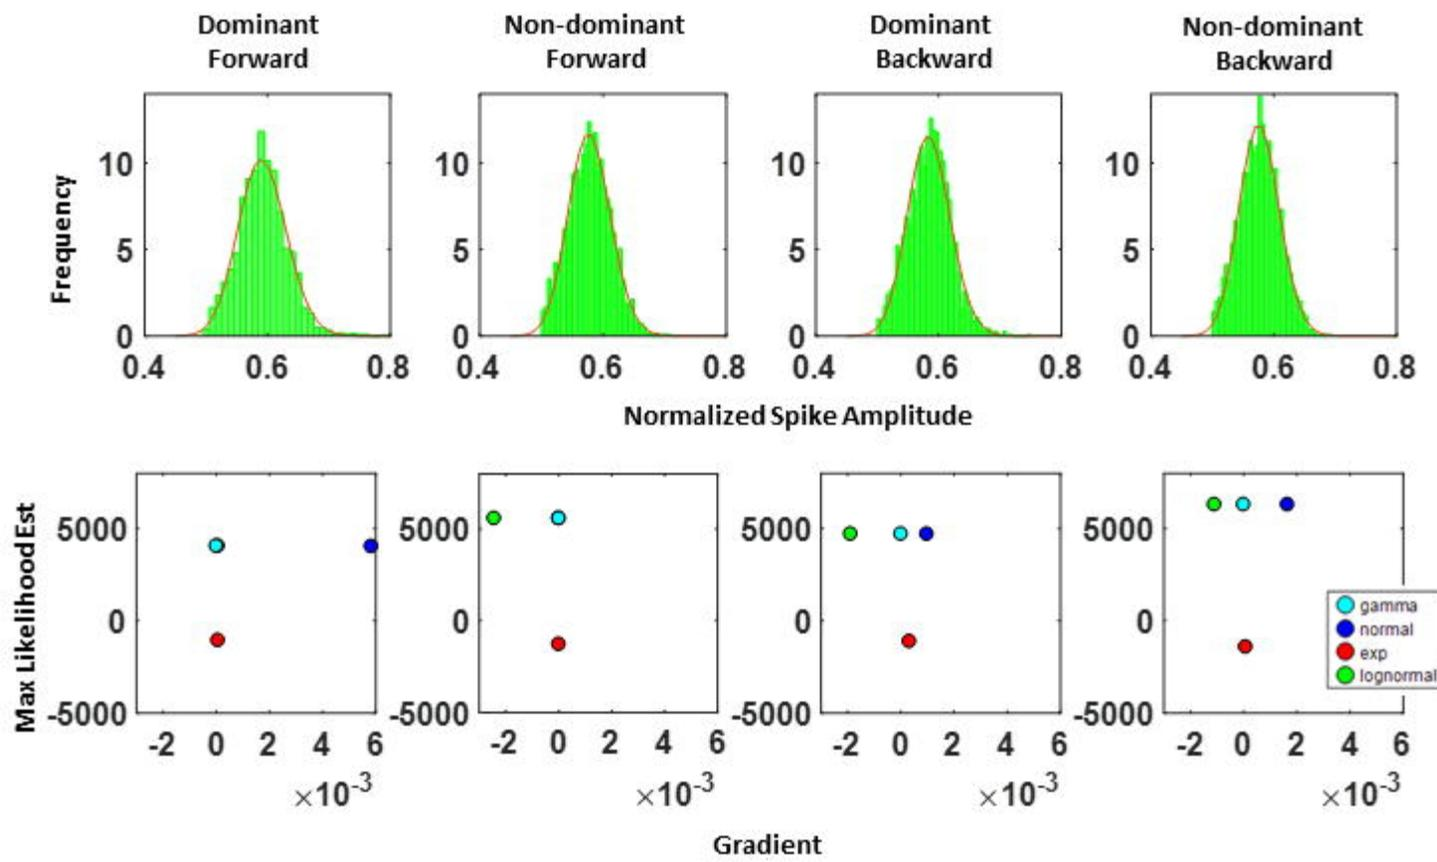 Dominant Forward
Non-dominant Forward
Dominant Backward
Non-dominant Backward
Frequency
10
5
0
0.4 0.6 0.8
10
5
0
0.4 0.6 0.8
10
5
0
0.4 0.6 0.8
10
5
0
0.4 0.6 0.8
Normalized Spike Amplitude
Max Likelihood Est
5000
0
-5000
-2 0 2 4 6
×10-3
5000
0
-5000
-2 0 2 4 6
×10-3
5000
0
-5000
-2 0 2 4 6
×10-3
5000
0
-5000
-2 0 2 4 6
×10-3
gamma
normal
exp
lognormal
Gradient